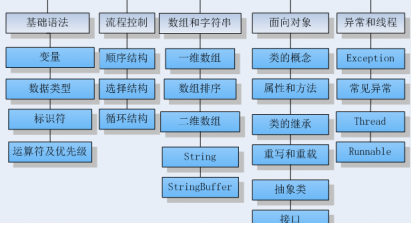 基础语法
变量
数据类型
标识符
运算符及优先级
流程控制
顺序结构
选择结构
循环结构
数组和字符串
一维数组
数组排序
二维数组
String
StringBuffer
面向对象
类的概念
属性和方法
类的继承
重写和重载
抽象类
接口
异常和线程
Exception
常见异常
Thread
Runnable